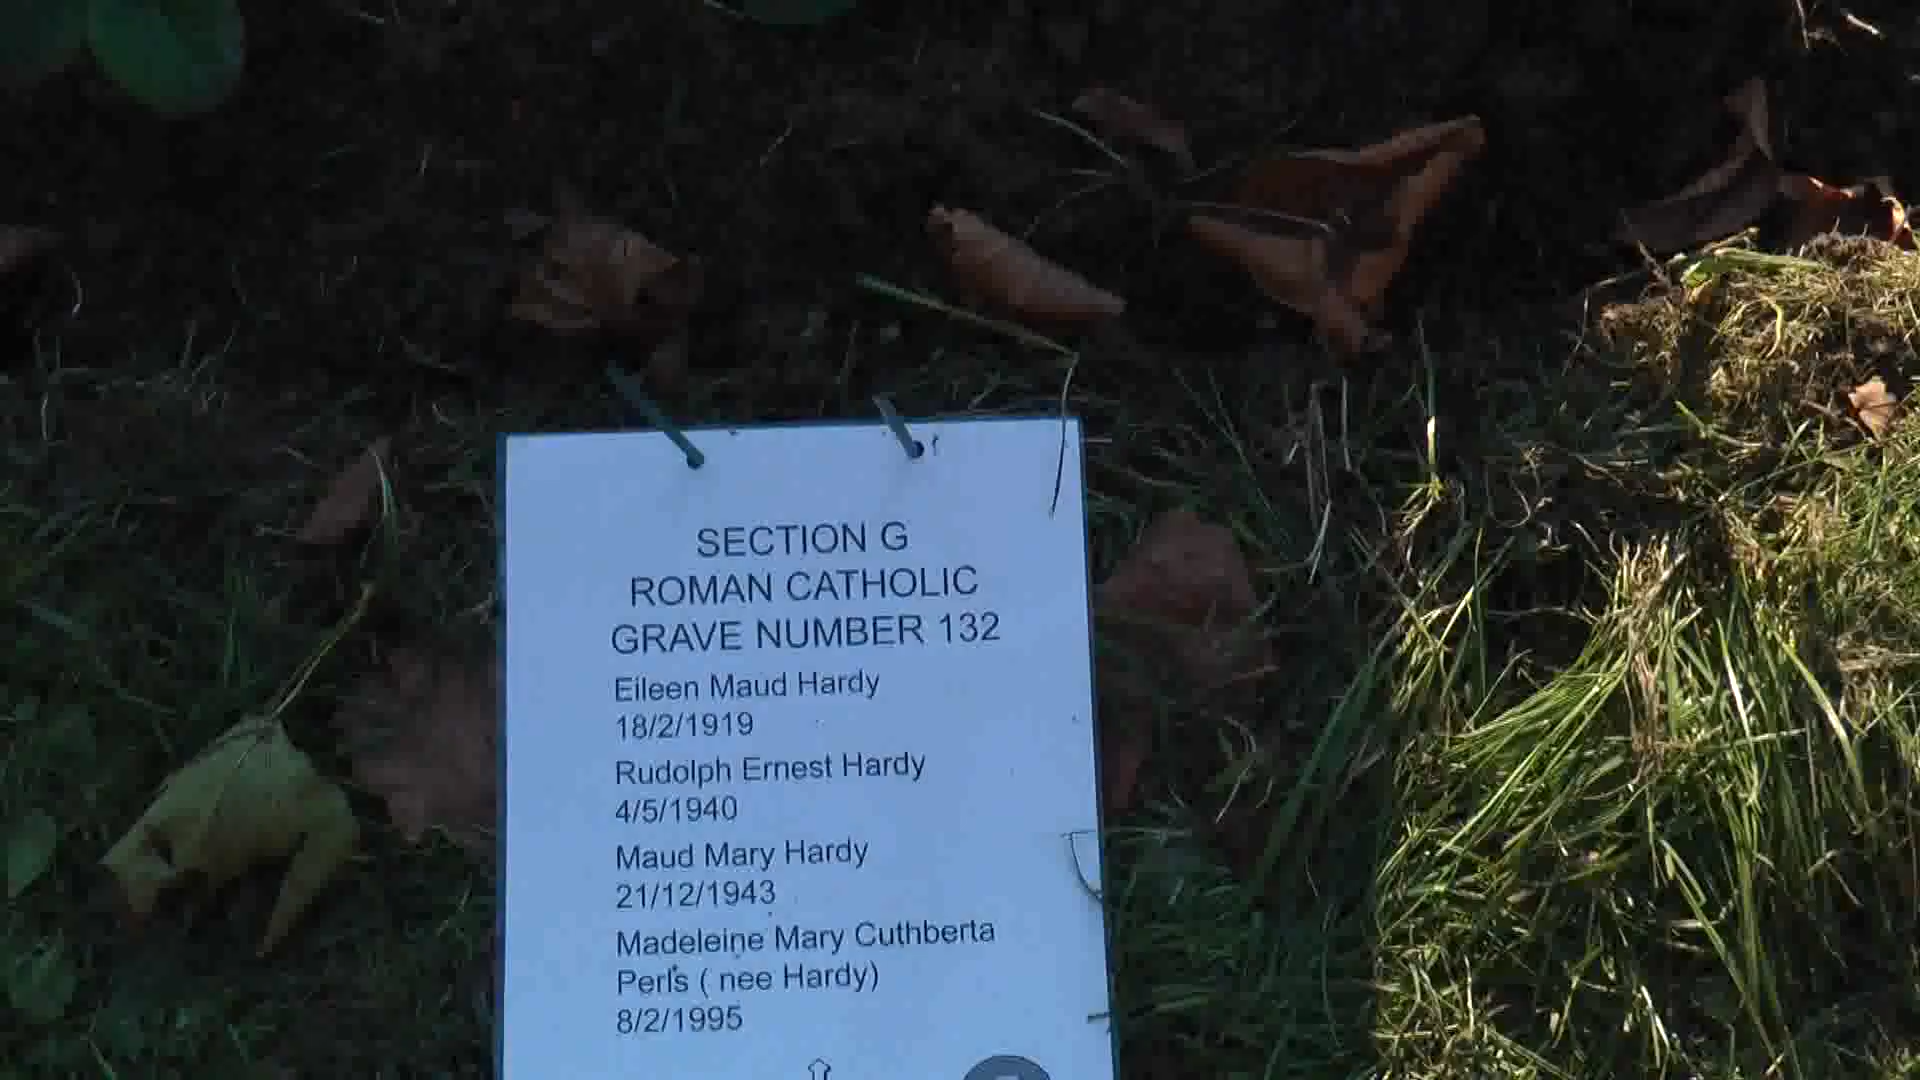 SECTION G
ROMAN CATHOLIC
GRAVE NUMBER 132
Eileen Maud Hardy
18/2/1919
Rudolph Ernest Hardy
4/5/1940
Maud Mary Hardy
21/12/1943
Madeleine Mary Cuthberta
Perls ( nee Hardy)
8/2/1995